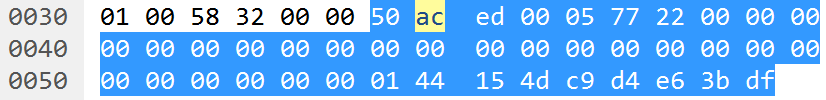 0030 01 00 58 32 00 00 50 ac ed 00 05 77 22 00 00 00
0040 00 00 00 00 00 00 00 00 00 00 00 00 00 00 00 00
0050 00 00 00 00 00 00 01 44 15 4d c9 d4 e6 3b df